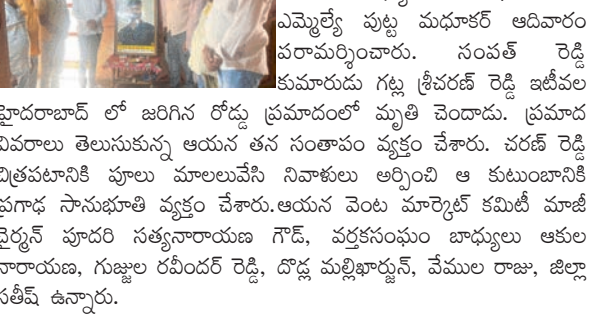 ఎమ్మెల్యే పుట్ట మధూకర్ ఆదివారం
పరామర్శించారు. సంపత్ రెడ్డి
కుమారుడు గట్ల శ్రీచరణ్ రెడ్డి ఇటీవల
హైదరాబాద్ లో జరిగిన రోడ్డు ప్రమాదంలో మృతి చెందాడు. ప్రమాద
వివరాలు తెలుసుకున్న ఆయన తన సంతాపం వ్యక్తం చేశారు. చరణ్ రెడ్డి
చిత్రపటానికి పూలు మాలలువేసి నివాళులు అర్పించి ఆ కుటుంబానికి
ప్రగాఢ సానుభూతి వ్యక్తం చేశారు.ఆయన వెంట మార్కెట్ కమిటీ మాజీ
చైర్మన్ పూదరి సత్యనారాయణ గౌడ్, వర్తకసంఘం బాధ్యులు ఆకుల
నారాయణ, గుజ్జుల రవీందర్ రెడ్డి, దొడ్ల మల్లిఖార్జున్, వేముల రాజు, జిల్లా
సతీష్ ఉన్నారు.